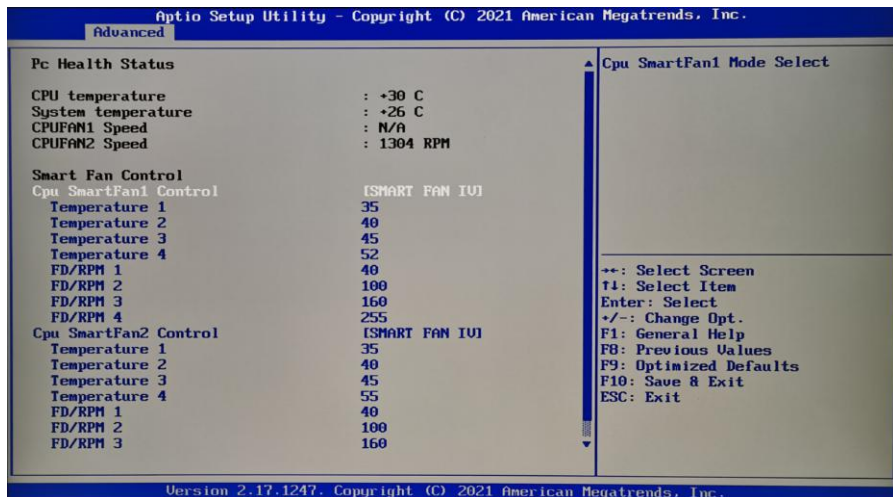 Aptio Setup Utility - Copyright (C) 2021 American Megatrends, Inc.
Advanced
Pc Health Status
CPU temperature : +30 C
System temperature : +26 C
CPUFAN1 Speed : N/A
CPUFAN2 Speed : 1304 RPM
Smart Fan Control
Cpu SmartFan1 Control [SMART FAN IV]
Temperature 1 35
Temperature 2 40
Temperature 3 45
Temperature 4 52
FD/RPM 1 40
FD/RPM 2 100
FD/RPM 3 160
FD/RPM 4 255
Cpu SmartFan2 Control [SMART FAN IV]
Temperature 1 35
Temperature 2 40
Temperature 3 45
Temperature 4 55
FD/RPM 1 40
FD/RPM 2 100
FD/RPM 3 160
Cpu SmartFan1 Mode Select
→←: Select Screen
↑↓: Select Item
Enter: Select
+/-: Change Opt.
F1: General Help
F8: Previous Values
F9: Optimized Defaults
F10: Save & Exit
ESC: Exit
Version 2.17.1247. Copyright (C) 2021 American Megatrends, Inc.